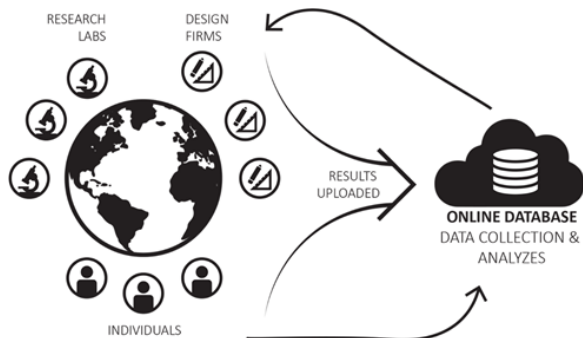 RESEARCH
LABS
DESIGN
FIRMS
RESULTS
UPLOADED
ONLINE DATABASE
DATA COLLECTION &
ANALYZES
INDIVIDUALS